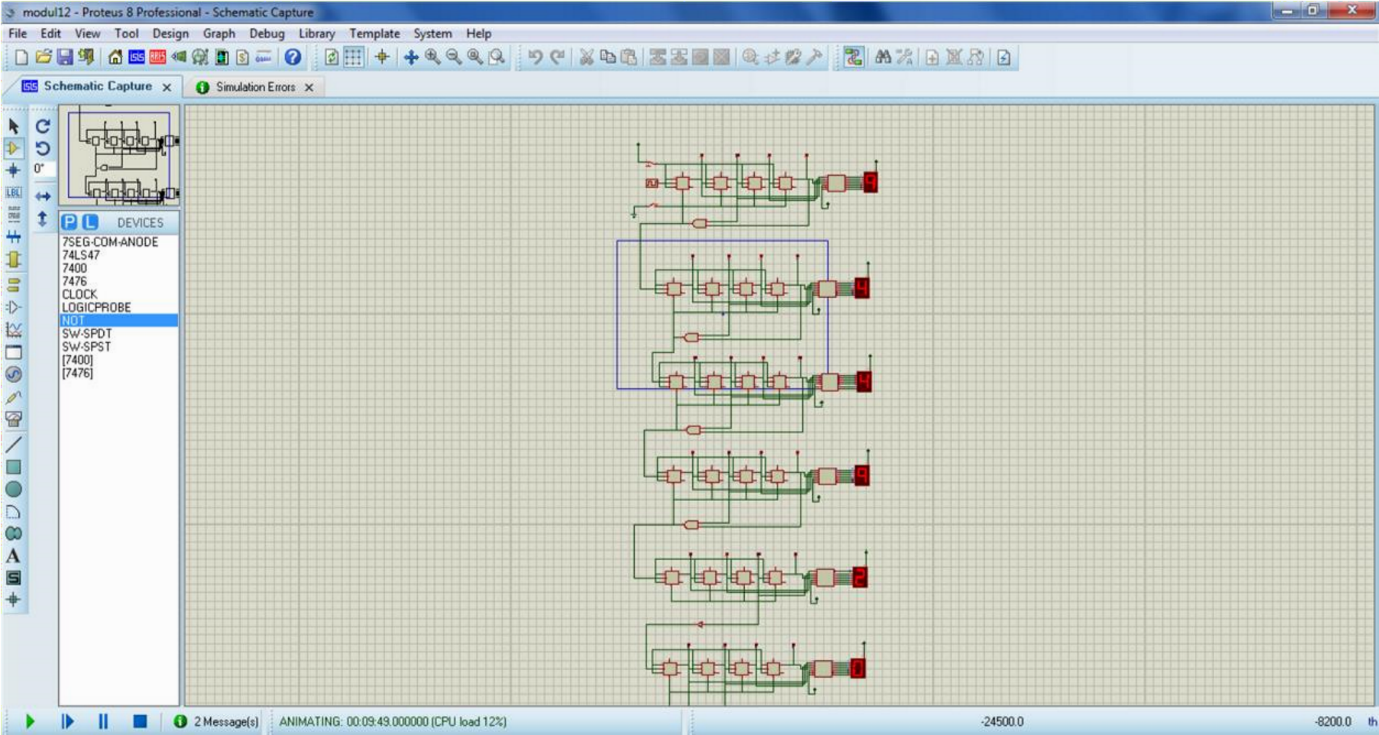 modul12 - Proteus 8 Professional - Schematic Capture
File Edit View Tool Design Graph Debug Library Template System Help
Schematic Capture Simulation Errors
0°
LBL
P L DEVICES
7SEG-COM-ANODE
74LS47
7400
7476
CLOCK
LOGICPROBE
NOT
SW-SPDT
SW-SPST
[7400]
[7476]
A
2 Message(s) ANIMATING: 00:09:49.000000 (CPU load 12%) -24500.0 -8200.0 th